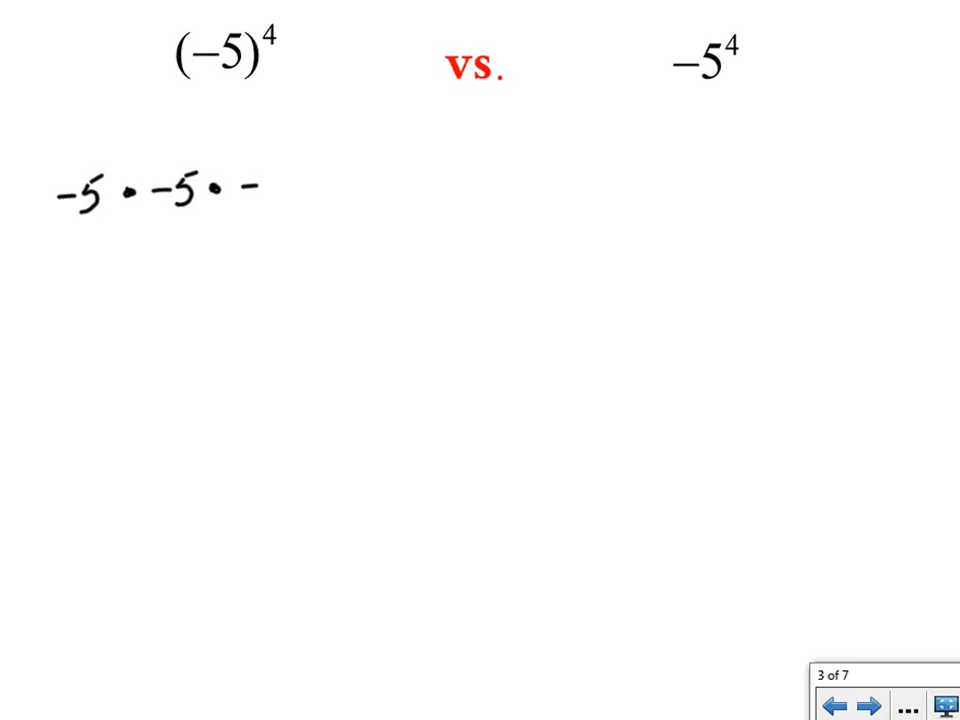 (−5)⁴ vs. −5⁴
-5 • -5 • -
3 of 7
...